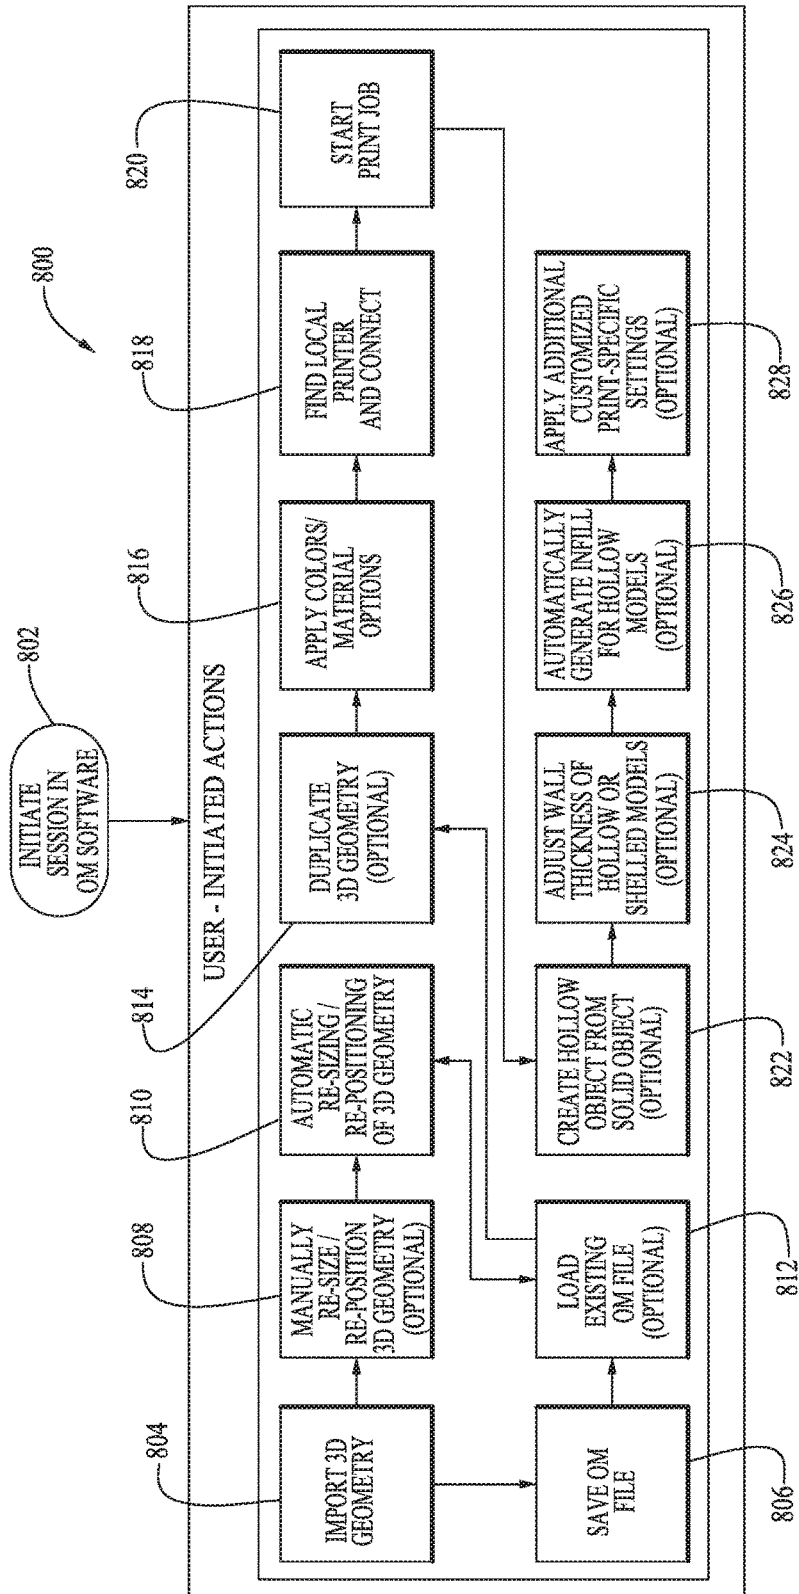 800
802
INITIATE
SESSION IN
OM SOFTWARE
USER - INITIATED ACTIONS
804
IMPORT 3D
GEOMETRY
808
MANUALLY
RE-SIZE /
RE-POSITION
3D GEOMETRY
(OPTIONAL)
810
AUTOMATIC
RE-SIZING /
RE-POSITIONING
OF 3D GEOMETRY
814
DUPLICATE
3D GEOMETRY
(OPTIONAL)
816
APPLY COLORS/
MATERIAL
OPTIONS
818
FIND LOCAL
PRINTER
AND CONNECT
820
START
PRINT JOB
SAVE OM
FILE
806
LOAD
EXISTING
OM FILE
(OPTIONAL)
812
CREATE HOLLOW
OBJECT FROM
SOLID OBJECT
(OPTIONAL)
822
ADJUST WALL
THICKNESS OF
HOLLOW OR
SHELLED MODELS
(OPTIONAL)
824
AUTOMATICALLY
GENERATE INFILL
FOR HOLLOW
MODELS
(OPTIONAL)
826
APPLY ADDITIONAL
CUSTOMIZED
PRINT-SPECIFIC
SETTINGS
(OPTIONAL)
828